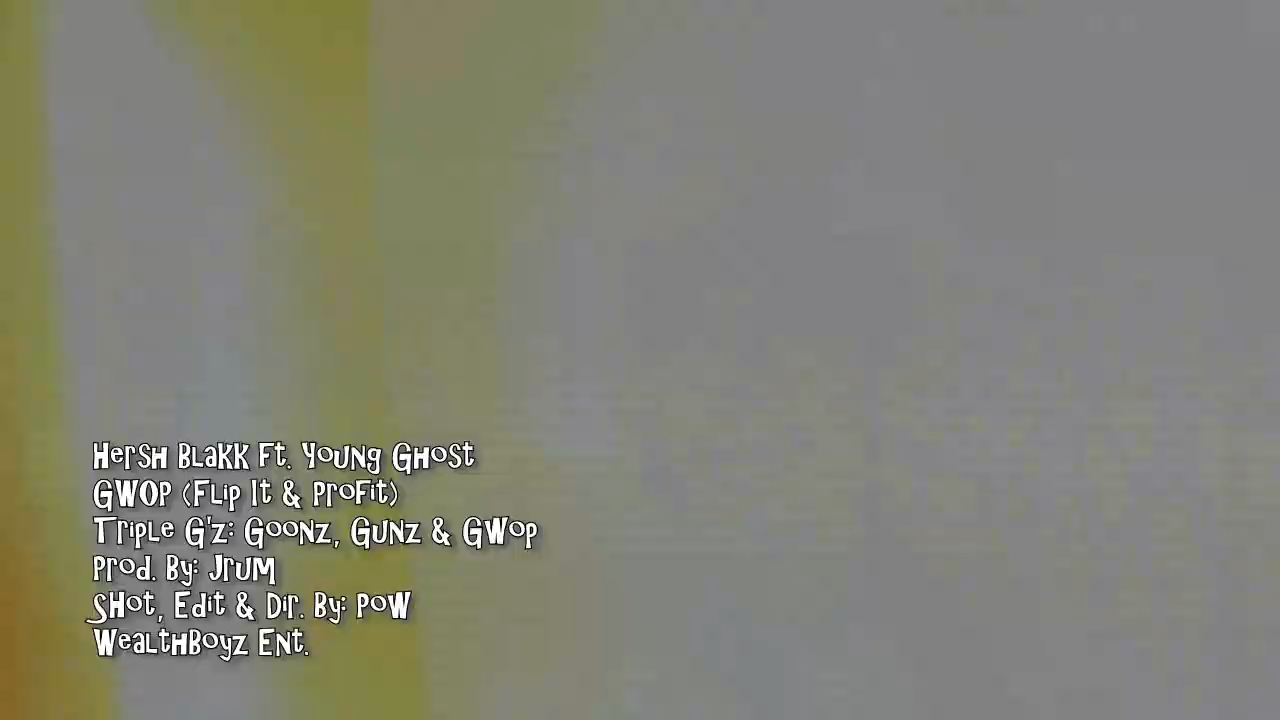 Hersh Blakk Ft. Young Ghost
GWOP (Flip It & Profit)
Triple G'z: Goonz, Gunz & GWop
Prod. By: Jrum
Shot, Edit & Dir. By: PoW
WealthBoyz Ent.